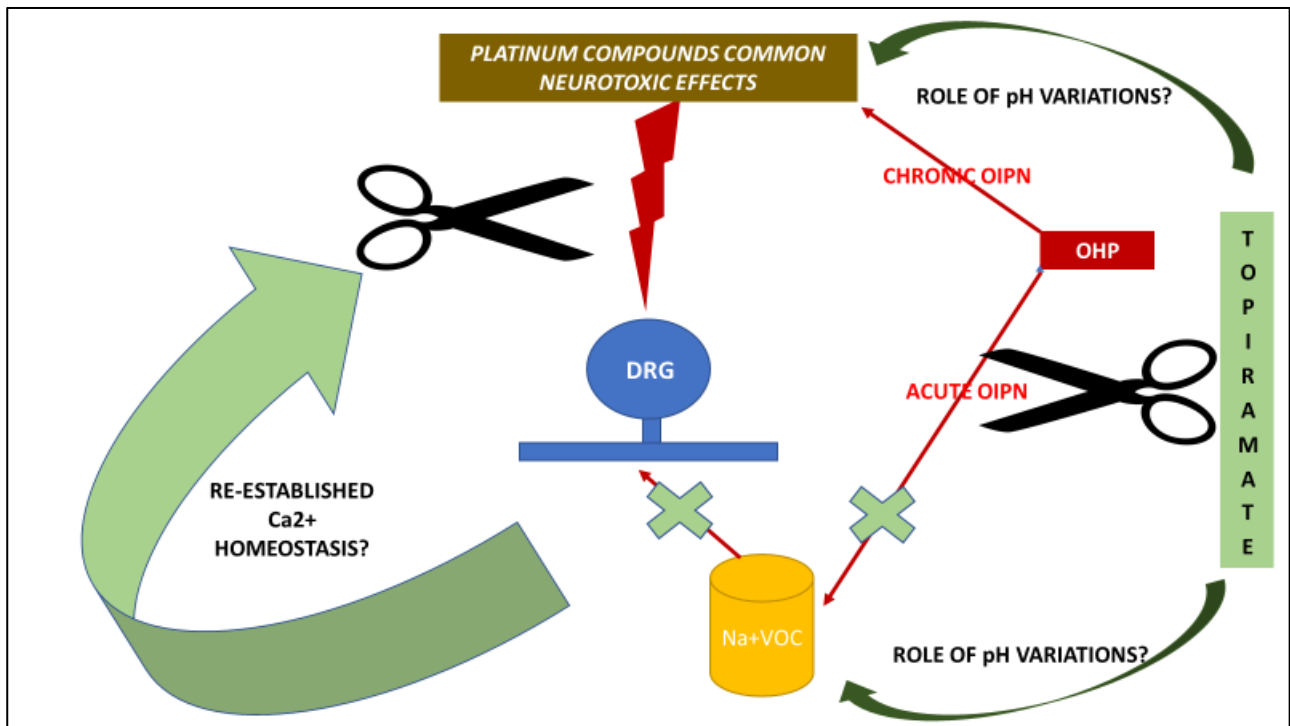 PLATINUM COMPOUNDS COMMON
NEUROTOXIC EFFECTS
ROLE OF pH VARIATIONS?
CHRONIC OIPN
OHP
TOPIRAMATE
DRG
ACUTE OIPN
RE-ESTABLISHED
Ca2+
HOMEOSTASIS?
Na+VOC
ROLE OF pH VARIATIONS?